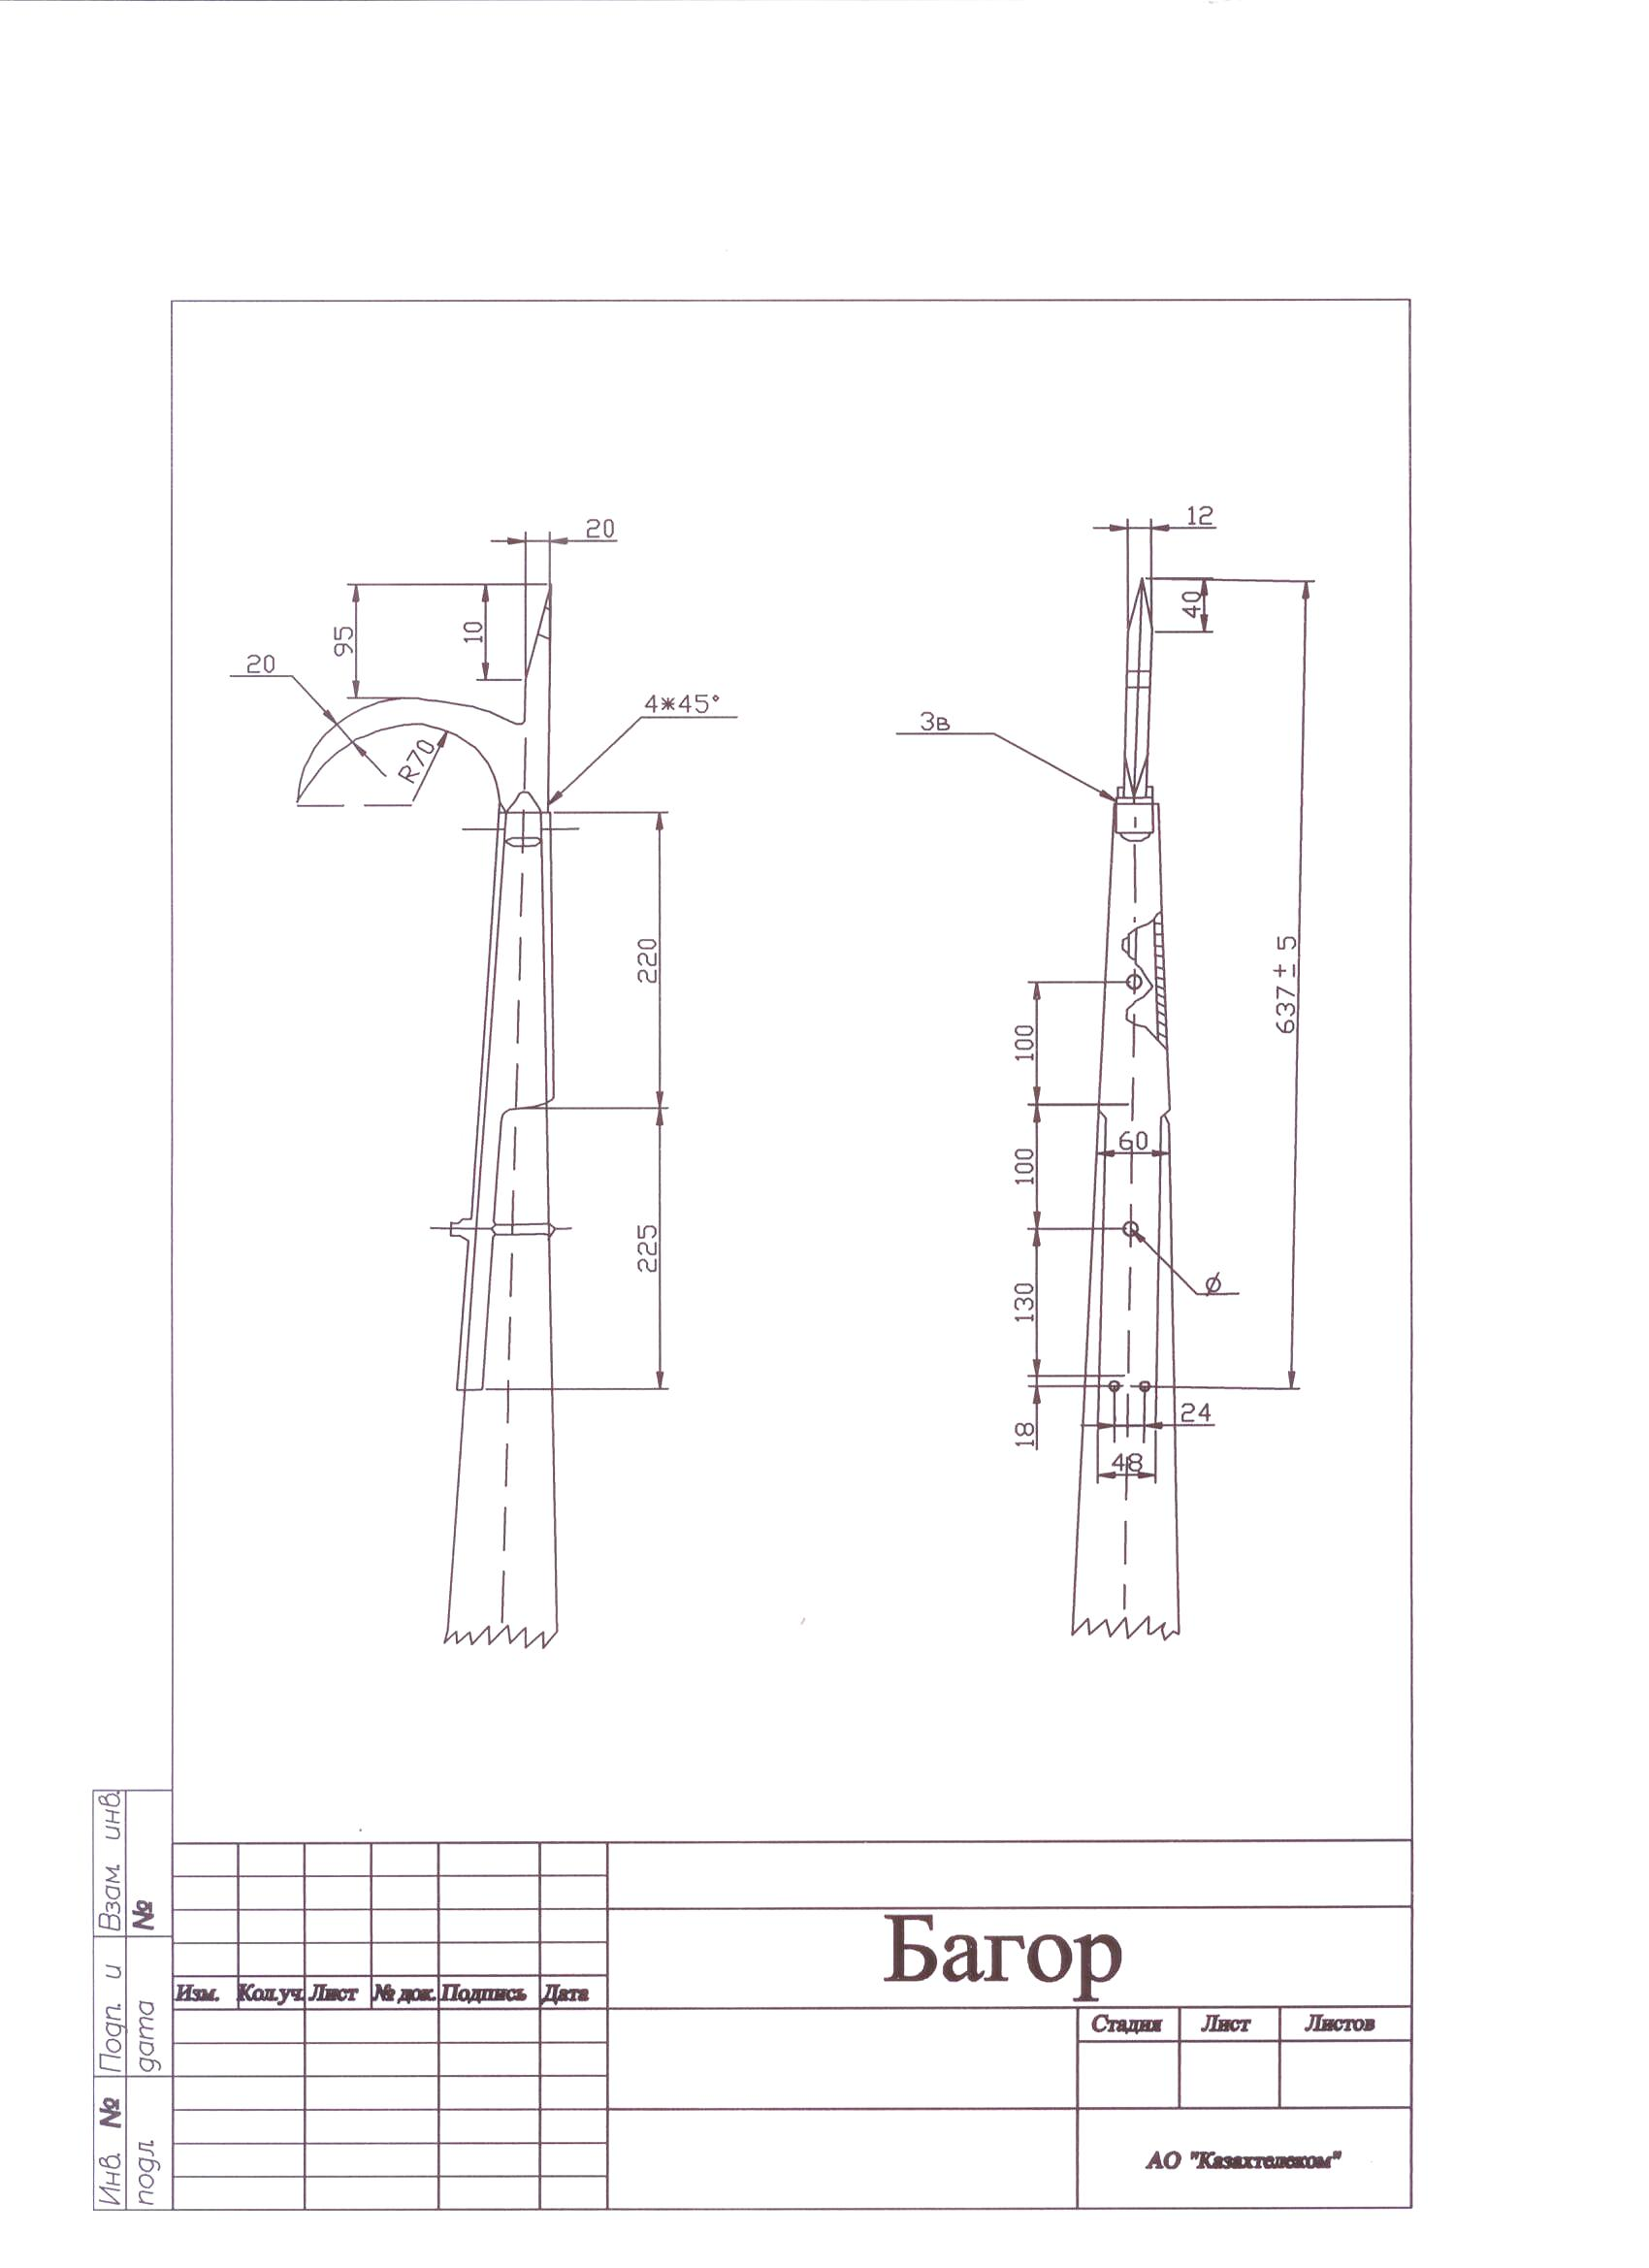 20
12
95
10
40
20
R70
4*45°
3в
220
637± 5
100
60
100
225
130
Ø
18
24
48
Взам. инв.
№
Подп. и
дата
Инв. №
подл.
Изм. Кол.уч. Лист № док. Подпись Дата
Багор
Стадия Лист Листов
АО "Казахтелеком"